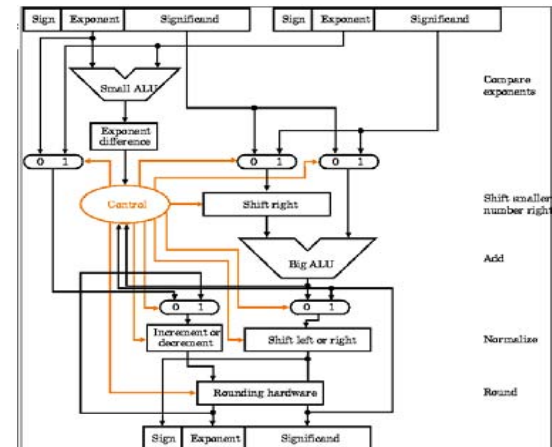 Sign Exponent Significand Sign Exponent Significand
Small ALU
Compare
exponents
Exponent
difference
0 1 0 1 0 1
Control
Shift right
Shift smaller
number right
Big ALU
Add
0 1 0 1
Increment or
decrement
Shift left or right
Normalize
Rounding hardware
Round
Sign Exponent Significand